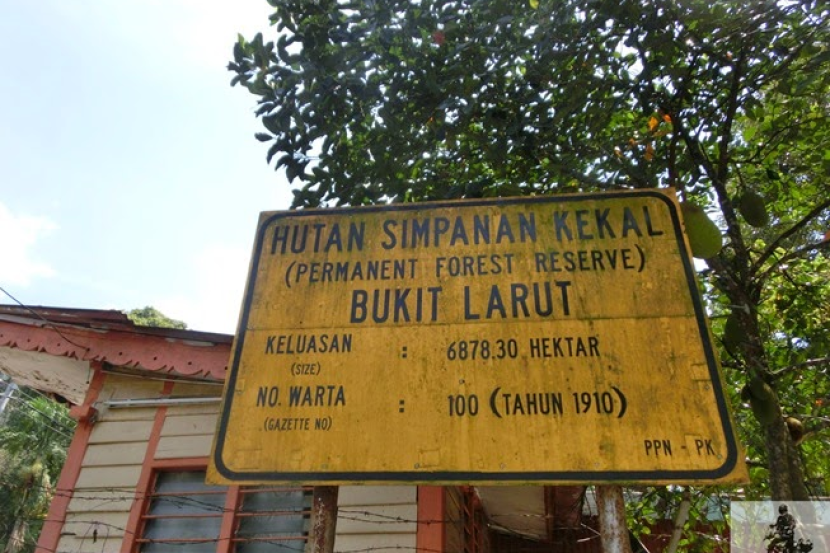 HUTAN SIMPANAN KEKAL
(PERMANENT FOREST RESERVE)
BUKIT LARUT
KELUASAN : 6878.30 HEKTAR
(SIZE)
NO. WARTA : 100 (TAHUN 1910)
(GAZETTE NO)
PPN - PK